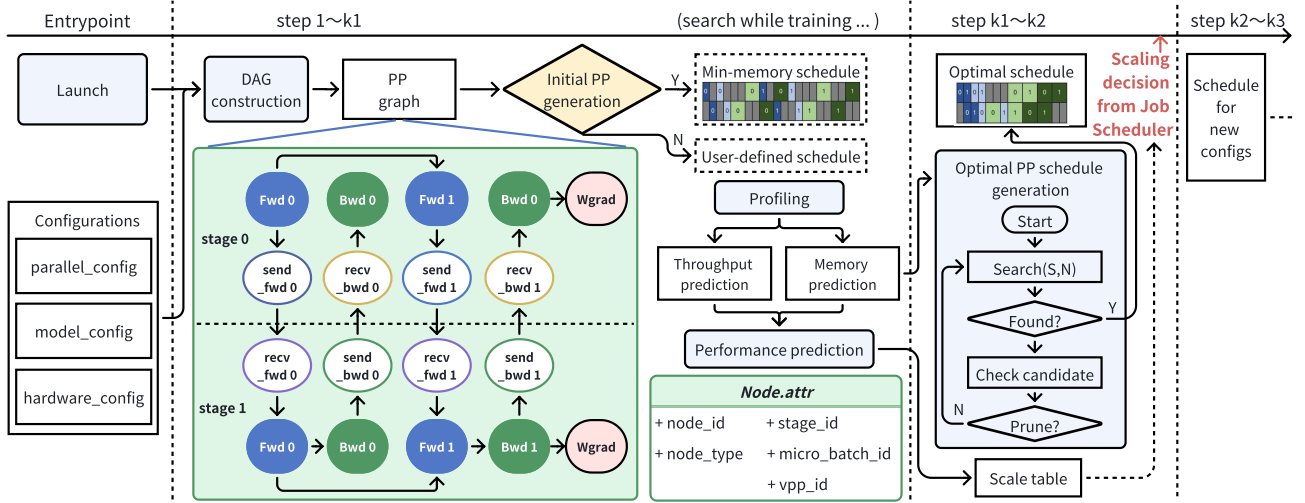 Entrypoint
step 1～k1
(search while training ... )
step k1～k2
step k2～k3
Launch
DAG
construction
PP
graph
Initial PP
generation
Y
N
Min-memory schedule
User-defined schedule
Optimal schedule
Scaling
decision
from Job
Scheduler
Schedule
for
new
configs
Configurations
parallel_config
model_config
hardware_config
stage 0
Fwd 0
Bwd 0
Fwd 1
Bwd 0
Wgrad
send
_fwd 0
recv
_bwd 0
send
_fwd 1
recv
_bwd 1
recv
_fwd 0
send
_bwd 0
recv
_fwd 1
send
_bwd 1
stage 1
Fwd 0
Bwd 0
Fwd 1
Bwd 1
Wgrad
Profiling
Throughput
prediction
Memory
prediction
Performance prediction
Node.attr
+ node_id
+ stage_id
+ node_type
+ micro_batch_id
+ vpp_id
Optimal PP schedule
generation
Start
Search(S,N)
Found?
Y
Check candidate
N
Prune?
Scale table